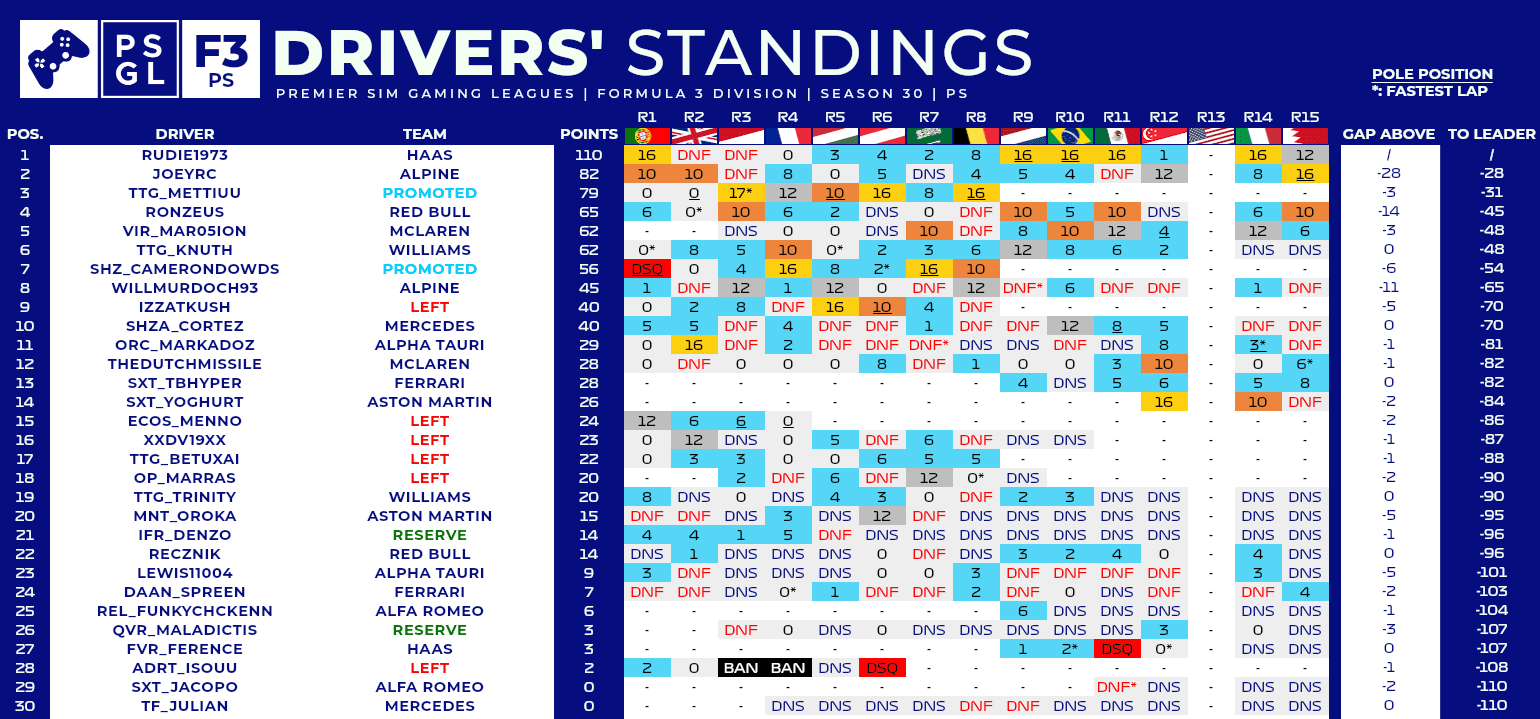 PS
GL
F3
PS
DRIVERS' STANDINGS
PREMIER SIM GAMING LEAGUES | FORMULA 3 DIVISION | SEASON 30 | PS
POLE POSITION
*: FASTEST LAP
R1 R2 R3 R4 R5 R6 R7 R8 R9 R10 R11 R12 R13 R14 R15
POS. DRIVER TEAM POINTS GAP ABOVE TO LEADER
1 RUDIE1973 HAAS 110 16 DNF DNF 0 3 4 2 8 16 16 16 1 - 16 12 / /
2 JOEYRC ALPINE 82 10 10 DNF 8 0 5 DNS 4 5 4 DNF 12 - 8 16 -28 -28
3 TTG_METTIUU PROMOTED 79 0 0 17* 12 10 16 8 16 - - - - - - - -3 -31
4 RONZEUS RED BULL 65 6 0* 10 6 2 DNS 0 DNF 10 5 10 DNS - 6 10 -14 -45
5 VIR_MAR05ION MCLAREN 62 - - DNS 0 0 DNS 10 DNF 8 10 12 4 - 12 6 -3 -48
6 TTG_KNUTH WILLIAMS 62 0* 8 5 10 0* 2 3 6 12 8 6 2 - DNS DNS 0 -48
7 SHZ_CAMERONDOWDS PROMOTED 56 DSQ 0 4 16 8 2* 16 10 - - - - - - - -6 -54
8 WILLMURDOCH93 ALPINE 45 1 DNF 12 1 12 0 DNF 12 DNF* 6 DNF DNF - 1 DNF -11 -65
9 IZZATKUSH LEFT 40 0 2 8 DNF 16 10 4 DNF - - - - - - - -5 -70
10 SHZA_CORTEZ MERCEDES 40 5 5 DNF 4 DNF DNF 1 DNF DNF 12 8 5 - DNF DNF 0 -70
11 ORC_MARKADOZ ALPHA TAURI 29 0 16 DNF 2 DNF DNF DNF* DNS DNS DNF DNS 8 - 3* DNF -1 -81
12 THEDUTCHMISSILE MCLAREN 28 0 DNF 0 0 0 8 DNF 1 0 0 3 10 - 0 6* -1 -82
13 SXT_TBHYPER FERRARI 28 - - - - - - - - 4 DNS 5 6 - 5 8 0 -82
14 SXT_YOGHURT ASTON MARTIN 26 - - - - - - - - - - - 16 - 10 DNF -2 -84
15 ECOS_MENNO LEFT 24 12 6 6 0 - - - - - - - - - - - -2 -86
16 XXDV19XX LEFT 23 0 12 DNS 0 5 DNF 6 DNF DNS DNS - - - - - -1 -87
17 TTG_BETUXAI LEFT 22 0 3 3 0 0 6 5 5 - - - - - - - -1 -88
18 OP_MARRAS LEFT 20 - - 2 DNF 6 DNF 12 0* DNS - - - - - - -2 -90
19 TTG_TRINITY WILLIAMS 20 8 DNS 0 DNS 4 3 0 DNF 2 3 DNS DNS - DNS DNS 0 -90
20 MNT_OROKA ASTON MARTIN 15 DNF DNF DNS 3 DNS 12 DNF DNS DNS DNS DNS DNS - DNS DNS -5 -95
21 IFR_DENZO RESERVE 14 4 4 1 5 DNF DNS DNS DNS DNS DNS DNS DNS - DNS DNS -1 -96
22 RECZNIK RED BULL 14 DNS 1 DNS DNS DNS 0 DNF DNS 3 2 4 0 - 4 DNS 0 -96
23 LEWIS11004 ALPHA TAURI 9 3 DNF DNS DNS DNS 0 0 3 DNF DNF DNF DNF - 3 DNS -5 -101
24 DAAN_SPREEN FERRARI 7 DNF DNF DNS 0* 1 DNF DNF 2 DNF 0 DNS DNF - DNF 4 -2 -103
25 REL_FUNKYCHCKENN ALFA ROMEO 6 - - - - - - - - 6 DNS DNS DNS - DNS DNS -1 -104
26 QVR_MALADICTIS RESERVE 3 - - DNF 0 DNS 0 DNS DNS DNS DNS DNS 3 - 0 DNS -3 -107
27 FVR_FERENCE HAAS 3 - - - - - - - - 1 2* DSQ 0* - DNS DNS 0 -107
28 ADRT_ISOUU LEFT 2 2 0 BAN BAN DNS DSQ - - - - - - - - - -1 -108
29 SXT_JACOPO ALFA ROMEO 0 - - - - - - - - - - DNF* DNS - DNS DNS -2 -110
30 TF_JULIAN MERCEDES 0 - - - DNS DNS DNS DNS DNF DNF DNS DNS DNS - DNS DNS 0 -110